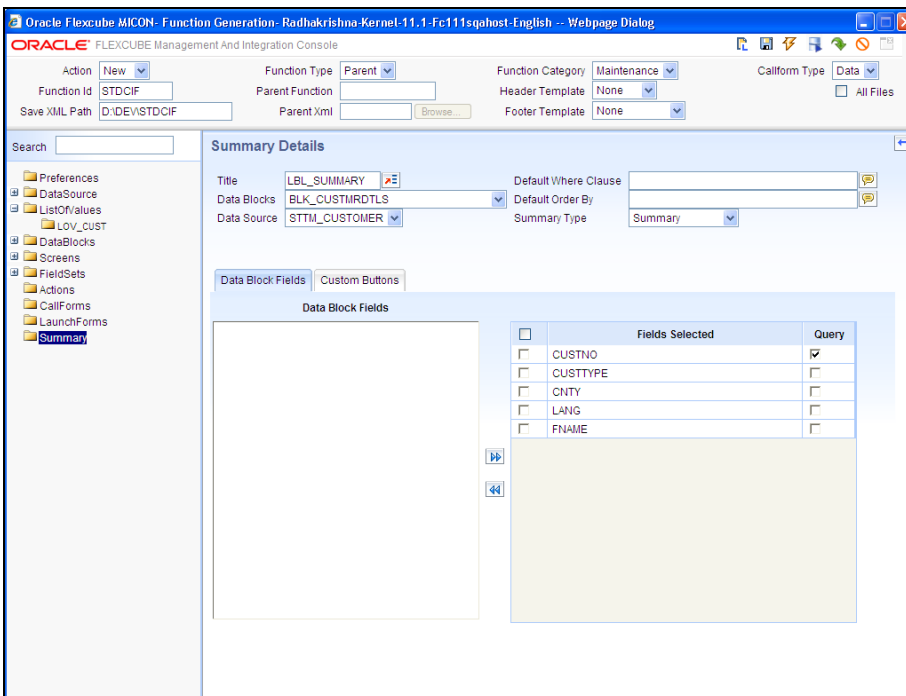 Oracle Flexcube MICON- Function Generation- Radhakrishna-Kernel-11.1-Fc111sqahost-English -- Webpage Dialog
ORACLE FLEXCUBE Management And Integration Console
Action New Function Type Parent Function Category Maintenance Callform Type Data
Function Id STDCIF Parent Function Header Template None All Files
Save XML Path D:\DEV\STDCIF Parent Xml Browse... Footer Template None
Search
Summary Details
Preferences
DataSource
ListOfValues
LOV_CUST
DataBlocks
Screens
FieldSets
Actions
CallForms
LaunchForms
Summary
Title LBL_SUMMARY Default Where Clause
Data Blocks BLK_CUSTMRDTLS Default Order By
Data Source STTM_CUSTOMER Summary Type Summary
Data Block Fields Custom Buttons
Data Block Fields
Fields Selected Query
CUSTNO
CUSTTYPE
CNTY
LANG
FNAME